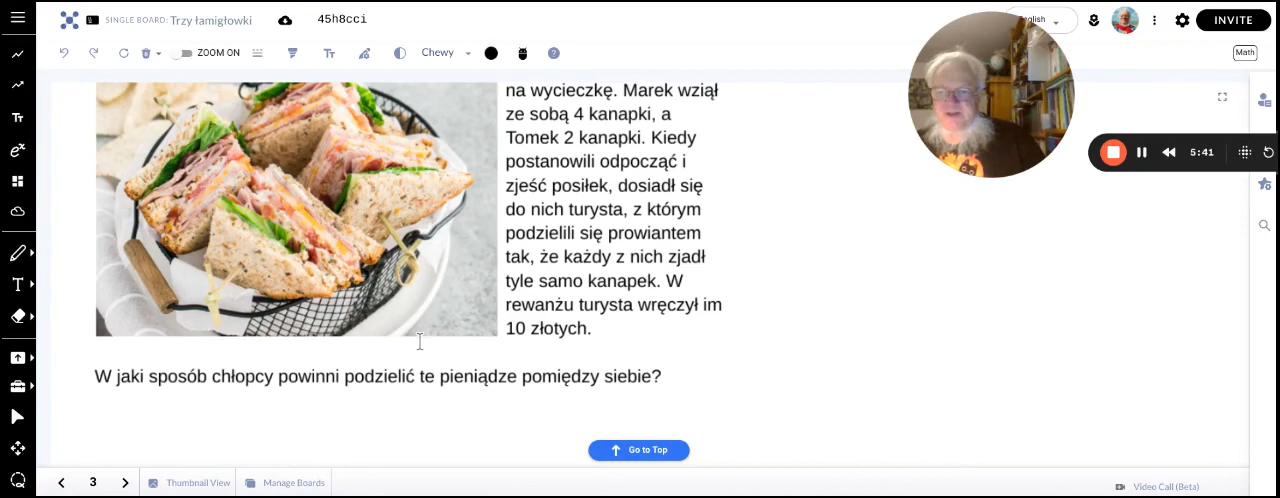 SINGLE BOARD: Trzy łamigłowki
45h8cci
English
INVITE
ZOOM ON
Chewy
Math
5:41
na wycieczkę. Marek wziął
ze sobą 4 kanapki, a
Tomek 2 kanapki. Kiedy
postanowili odpocząć i
zjeść posiłek, dosiadł się
do nich turysta, z którym
podzielili się prowiantem
tak, że każdy z nich zjadł
tyle samo kanapek. W
rewanżu turysta wręczył im
10 złotych.
W jaki sposób chłopcy powinni podzielić te pieniądze pomiędzy siebie?
Go to Top
3
Thumbnail View
Manage Boards
Video Call (Beta)